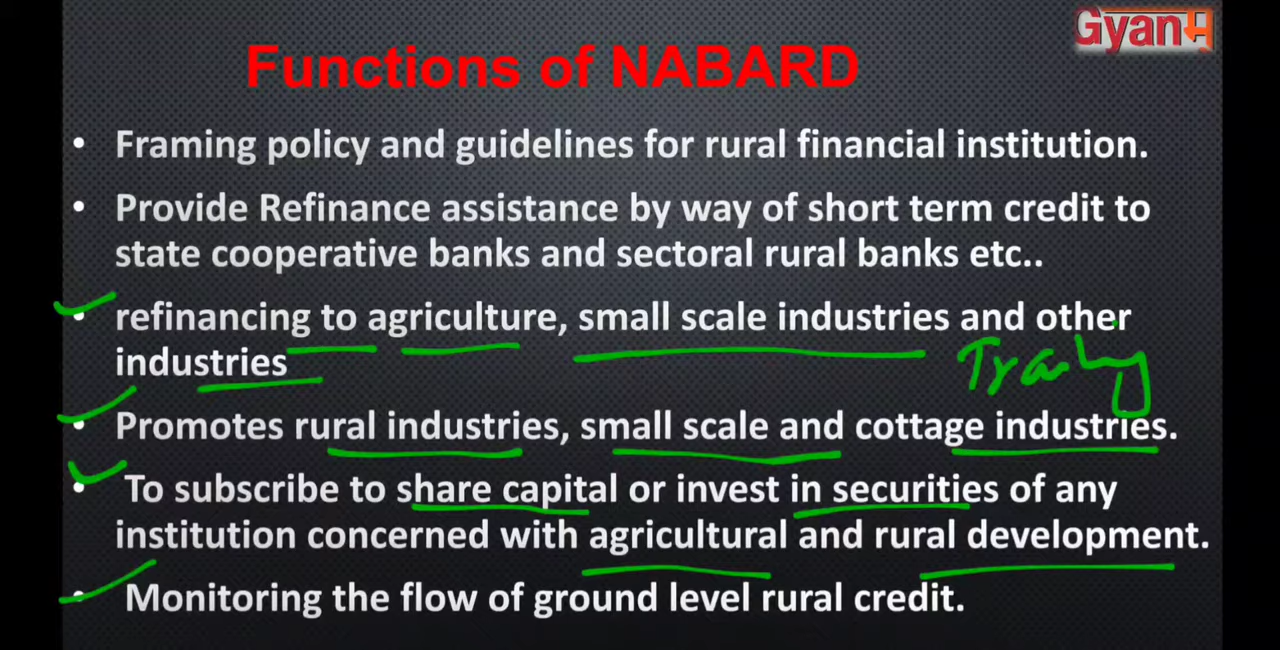 Gyan
Functions of NABARD
• Framing policy and guidelines for rural financial institution.
• Provide Refinance assistance by way of short term credit to
state cooperative banks and sectoral rural banks etc..
• refinancing to agriculture, small scale industries and other
industries
• Promotes rural industries, small scale and cottage industries.
• To subscribe to share capital or invest in securities of any
institution concerned with agricultural and rural development.
• Monitoring the flow of ground level rural credit.